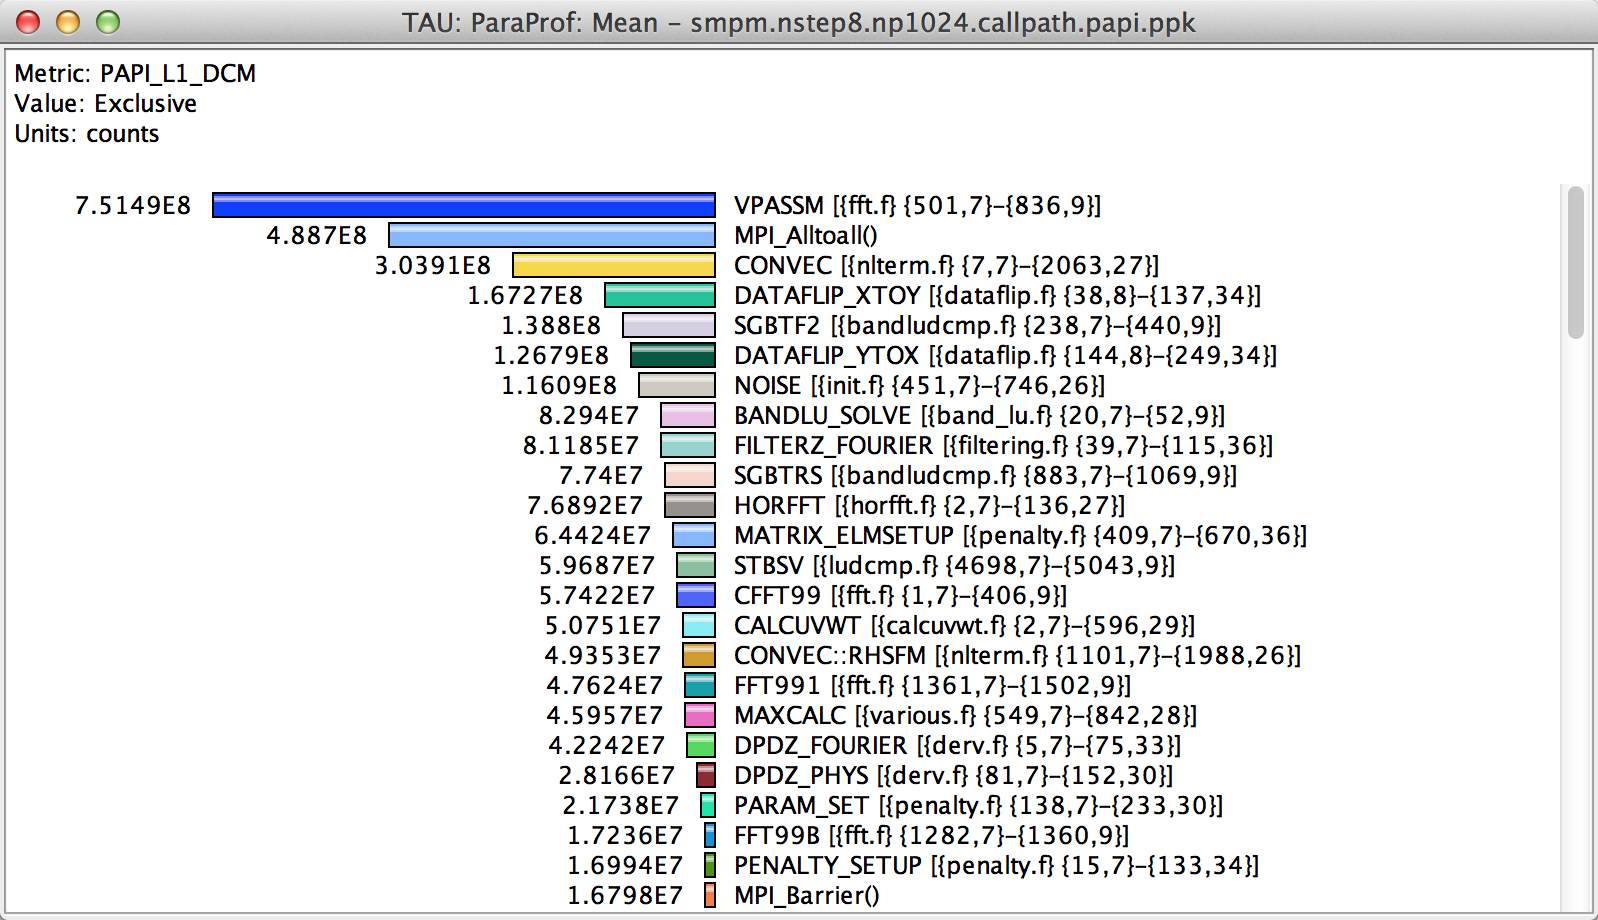 TAU: ParaProf: Mean – smpm.nstep8.np1024.callpath.papi.ppk
Metric: PAPI_L1_DCM
Value: Exclusive
Units: counts
7.5149E8 VPASSM [{fft.f} {501,7}–{836,9}]
4.887E8 MPI_Alltoall()
3.0391E8 CONVEC [{nlterm.f} {7,7}–{2063,27}]
1.6727E8 DATAFLIP_XTOY [{dataflip.f} {38,8}–{137,34}]
1.388E8 SGBTF2 [{bandludcmp.f} {238,7}–{440,9}]
1.2679E8 DATAFLIP_YTOX [{dataflip.f} {144,8}–{249,34}]
1.1609E8 NOISE [{init.f} {451,7}–{746,26}]
8.294E7 BANDLU_SOLVE [{band_lu.f} {20,7}–{52,9}]
8.1185E7 FILTERZ_FOURIER [{filtering.f} {39,7}–{115,36}]
7.74E7 SGBTRS [{bandludcmp.f} {883,7}–{1069,9}]
7.6892E7 HORFFT [{horfft.f} {2,7}–{136,27}]
6.4424E7 MATRIX_ELMSETUP [{penalty.f} {409,7}–{670,36}]
5.9687E7 STBSV [{ludcmp.f} {4698,7}–{5043,9}]
5.7422E7 CFFT99 [{fft.f} {1,7}–{406,9}]
5.0751E7 CALCUVWT [{calcuvwt.f} {2,7}–{596,29}]
4.9353E7 CONVEC::RHSFM [{nlterm.f} {1101,7}–{1988,26}]
4.7624E7 FFT991 [{fft.f} {1361,7}–{1502,9}]
4.5957E7 MAXCALC [{various.f} {549,7}–{842,28}]
4.2242E7 DPDZ_FOURIER [{derv.f} {5,7}–{75,33}]
2.8166E7 DPDZ_PHYS [{derv.f} {81,7}–{152,30}]
2.1738E7 PARAM_SET [{penalty.f} {138,7}–{233,30}]
1.7236E7 FFT99B [{fft.f} {1282,7}–{1360,9}]
1.6994E7 PENALTY_SETUP [{penalty.f} {15,7}–{133,34}]
1.6798E7 MPI_Barrier()